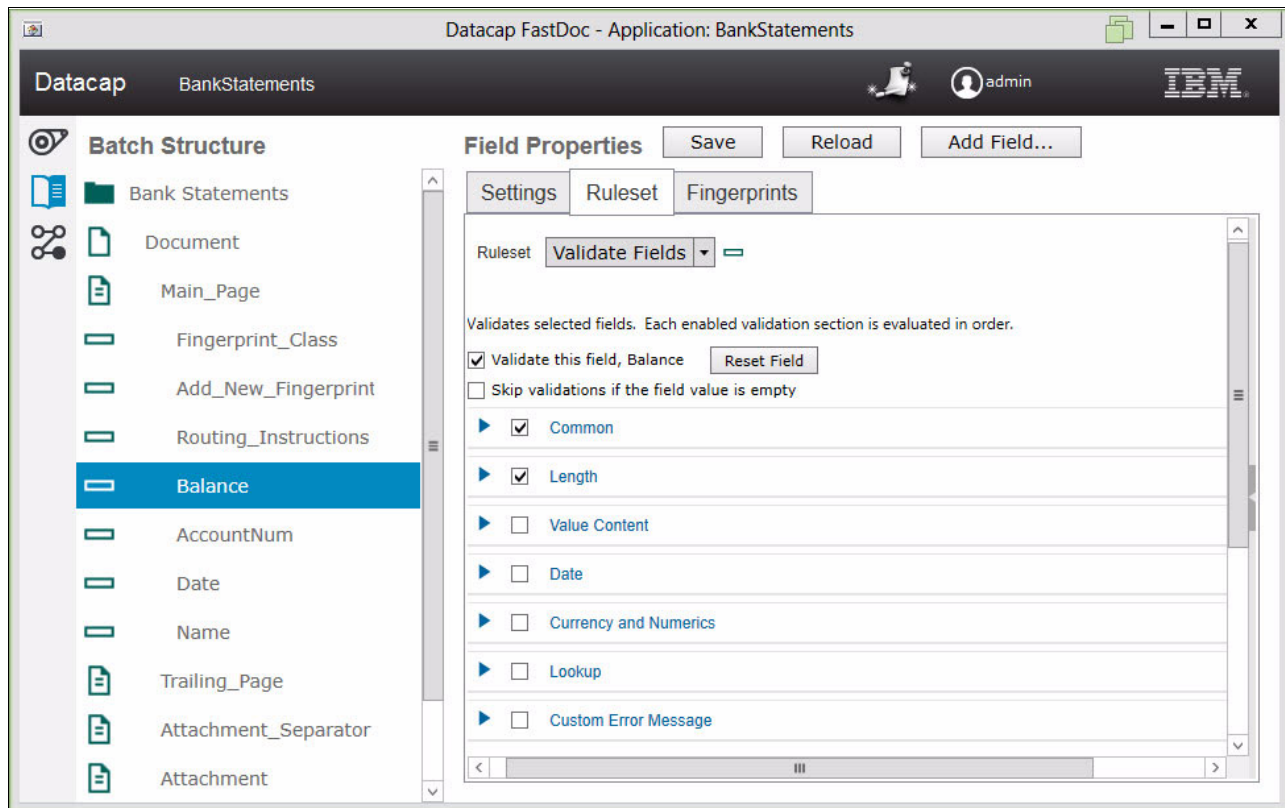 Datacap FastDoc - Application: BankStatements
Datacap BankStatements admin IBM
Batch Structure
Bank Statements
Document
Main_Page
Fingerprint_Class
Add_New_Fingerprint
Routing_Instructions
Balance
AccountNum
Date
Name
Trailing_Page
Attachment_Separator
Attachment
Field Properties Save Reload Add Field...
Settings Ruleset Fingerprints
Ruleset Validate Fields
Validates selected fields. Each enabled validation section is evaluated in order.
Validate this field, Balance Reset Field
Skip validations if the field value is empty
Common
Length
Value Content
Date
Currency and Numerics
Lookup
Custom Error Message